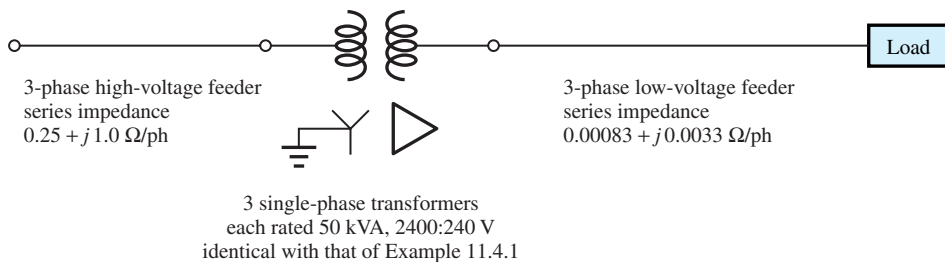 Load
3-phase high-voltage feeder
series impedance
0.25 + j 1.0 Ω/ph
3-phase low-voltage feeder
series impedance
0.00083 + j 0.0033 Ω/ph
3 single-phase transformers
each rated 50 kVA, 2400:240 V
identical with that of Example 11.4.1